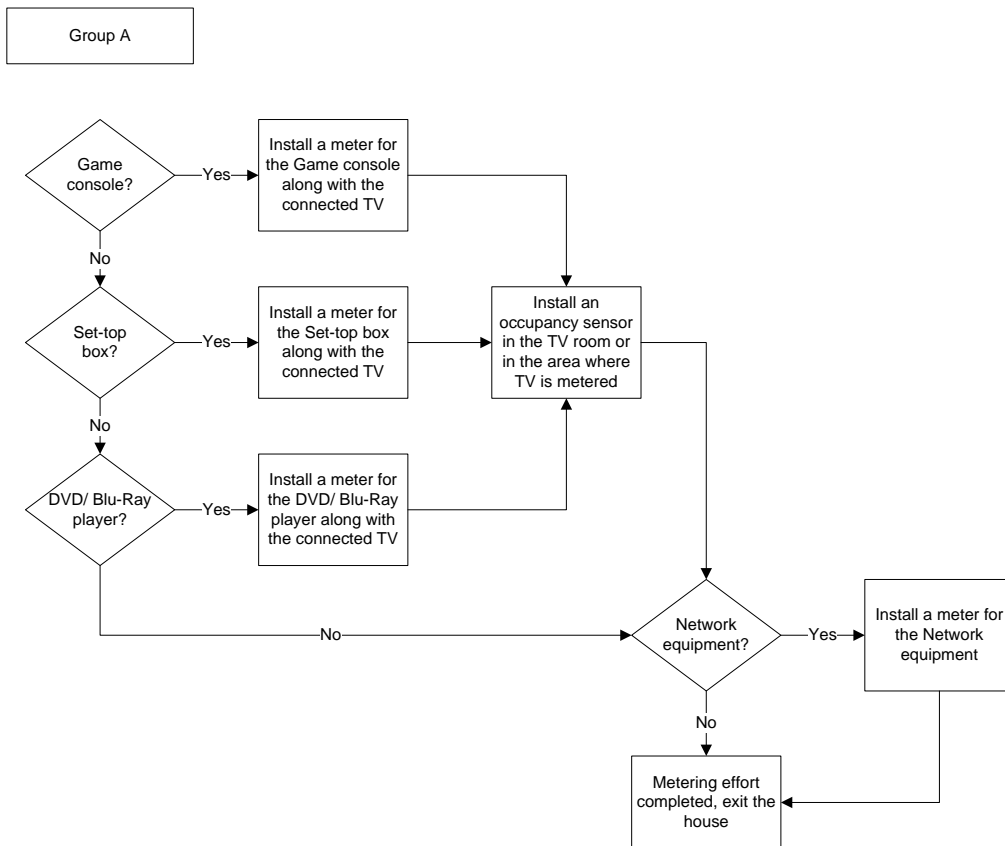 Group A
Game
console?
Yes
Install a meter for
the Game console
along with the
connected TV
No
Set-top
box?
Yes
Install a meter for
the Set-top box
along with the
connected TV
Install an
occupancy sensor
in the TV room or
in the area where
TV is metered
No
DVD/ Blu-Ray
player?
Yes
Install a meter for
the DVD/ Blu-Ray
player along with
the connected TV
No
Network
equipment?
Yes
Install a meter for
the Network
equipment
No
Metering effort
completed, exit the
house